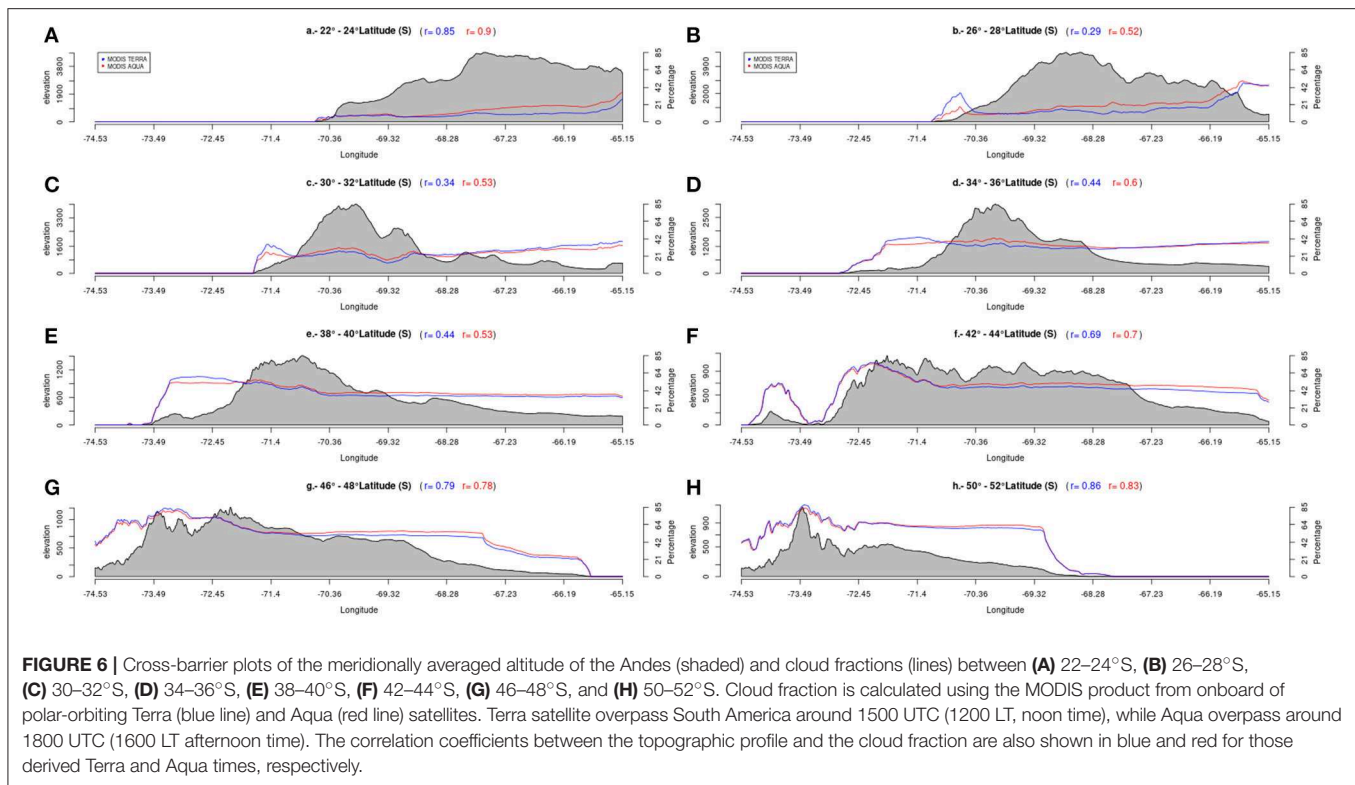 A
a.- 22° - 24°Latitude (S) (r= 0.85 r= 0.9)
MODIS TERRA
MODIS AQUA
elevation
0 1900 3800
Percentage
0 21 42 64 85
-74.53 -73.49 -72.45 -71.4 -70.36 -69.32 -68.28 -67.23 -66.19 -65.15
Longitude
B
b.- 26° - 28°Latitude (S) (r= 0.29 r= 0.52)
MODIS TERRA
MODIS AQUA
elevation
0 2000 3800
Percentage
0 21 42 64 85
-74.53 -73.49 -72.45 -71.4 -70.36 -69.32 -68.28 -67.23 -66.19 -65.15
Longitude
C
c.- 30° - 32°Latitude (S) (r= 0.34 r= 0.53)
elevation
0 1600 3300
Percentage
0 21 42 64 85
-74.53 -73.49 -72.45 -71.4 -70.36 -69.32 -68.28 -67.23 -66.19 -65.15
Longitude
D
d.- 34° - 36°Latitude (S) (r= 0.44 r= 0.6)
elevation
0 1200 2500
Percentage
0 21 42 64 85
-74.53 -73.49 -72.45 -71.4 -70.36 -69.32 -68.28 -67.23 -66.19 -65.15
Longitude
E
e.- 38° - 40°Latitude (S) (r= 0.44 r= 0.53)
elevation
0 600 1200
Percentage
0 21 42 64 85
-74.53 -73.49 -72.45 -71.4 -70.36 -69.32 -68.28 -67.23 -66.19 -65.15
Longitude
F
f.- 42° - 44°Latitude (S) (r= 0.69 r= 0.7)
elevation
0 500 900
Percentage
0 21 42 64 85
-74.53 -73.49 -72.45 -71.4 -70.36 -69.32 -68.28 -67.23 -66.19 -65.15
Longitude
G
g.- 46° - 48°Latitude (S) (r= 0.79 r= 0.78)
elevation
0 500 1000
Percentage
0 21 42 64 85
-74.53 -73.49 -72.45 -71.4 -70.36 -69.32 -68.28 -67.23 -66.19 -65.15
Longitude
H
h.- 50° - 52°Latitude (S) (r= 0.86 r= 0.83)
elevation
0 500 900
Percentage
0 21 42 64 85
-74.53 -73.49 -72.45 -71.4 -70.36 -69.32 -68.28 -67.23 -66.19 -65.15
Longitude
FIGURE 6 | Cross-barrier plots of the meridionally averaged altitude of the Andes (shaded) and cloud fractions (lines) between (A) 22–24°S, (B) 26–28°S,
(C) 30–32°S, (D) 34–36°S, (E) 38–40°S, (F) 42–44°S, (G) 46–48°S, and (H) 50–52°S. Cloud fraction is calculated using the MODIS product from onboard of
polar-orbiting Terra (blue line) and Aqua (red line) satellites. Terra satellite overpass South America around 1500 UTC (1200 LT, noon time), while Aqua overpass around
1800 UTC (1600 LT afternoon time). The correlation coefficients between the topographic profile and the cloud fraction are also shown in blue and red for those
derived Terra and Aqua times, respectively.